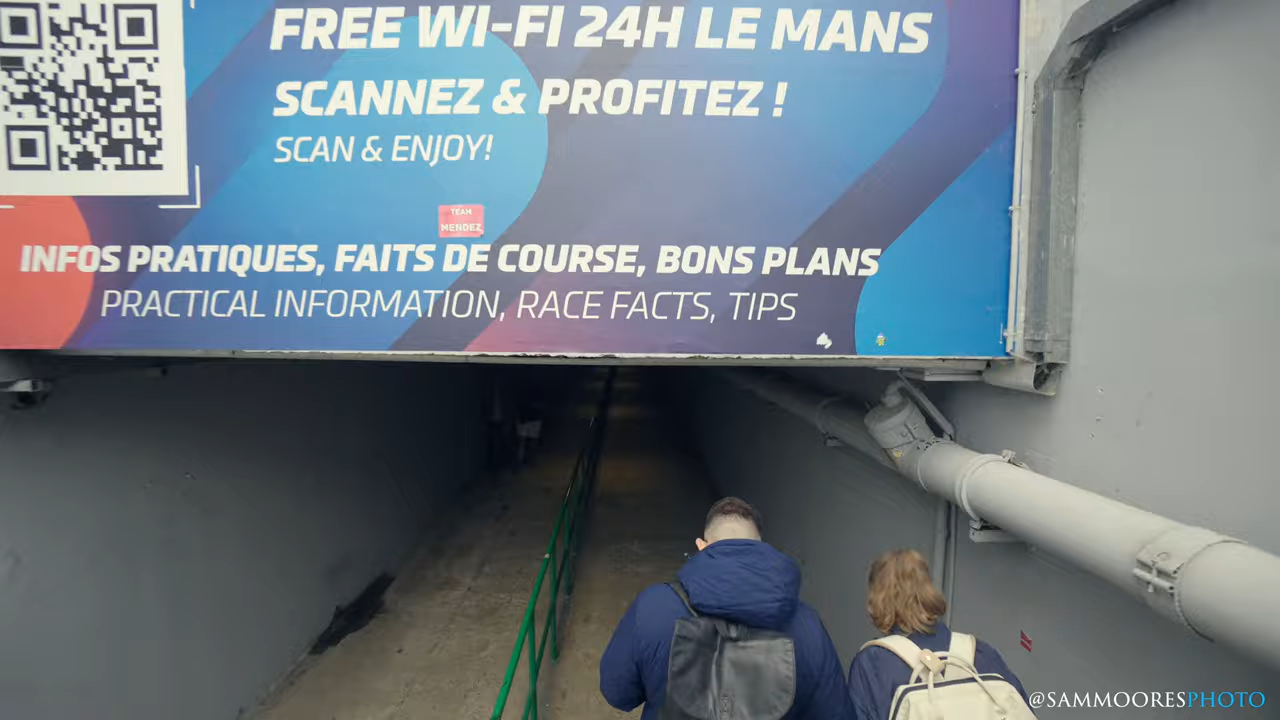 FREE WI-FI 24H LE MANS
SCANNEZ & PROFITEZ !
SCAN & ENJOY!
TEAM
MENDEZ
INFOS PRATIQUES, FAITS DE COURSE, BONS PLANS
PRACTICAL INFORMATION, RACE FACTS, TIPS
@SAMMOORESPHOTO